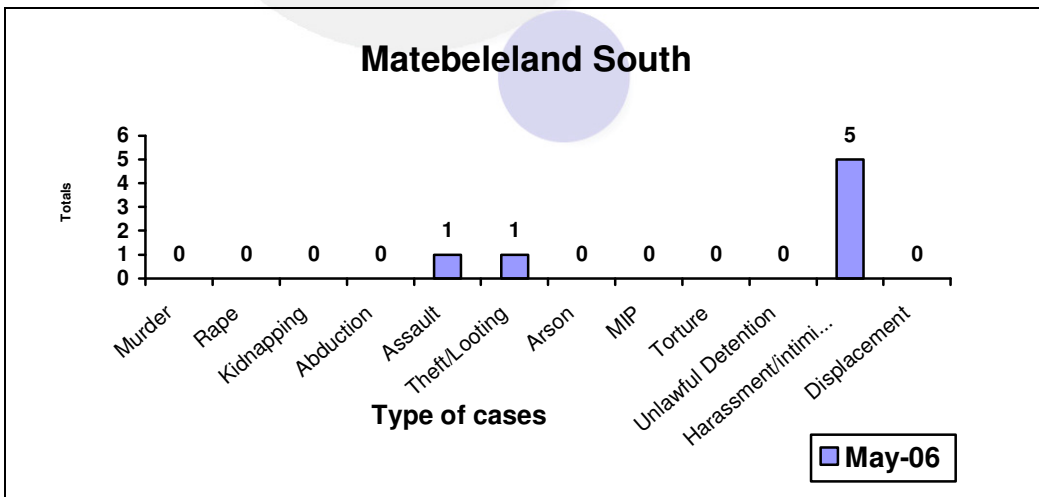 Matebeleland South
6
5
4
3
2
1
0
Totals
0 0 0 0 1 1 0 0 0 0 5 0
Murder
Rape
Kidnapping
Abduction
Assault
Theft/Looting
Arson
MIP
Torture
Unlawful Detention
Harassment/intimi...
Displacement
Type of cases
May-06